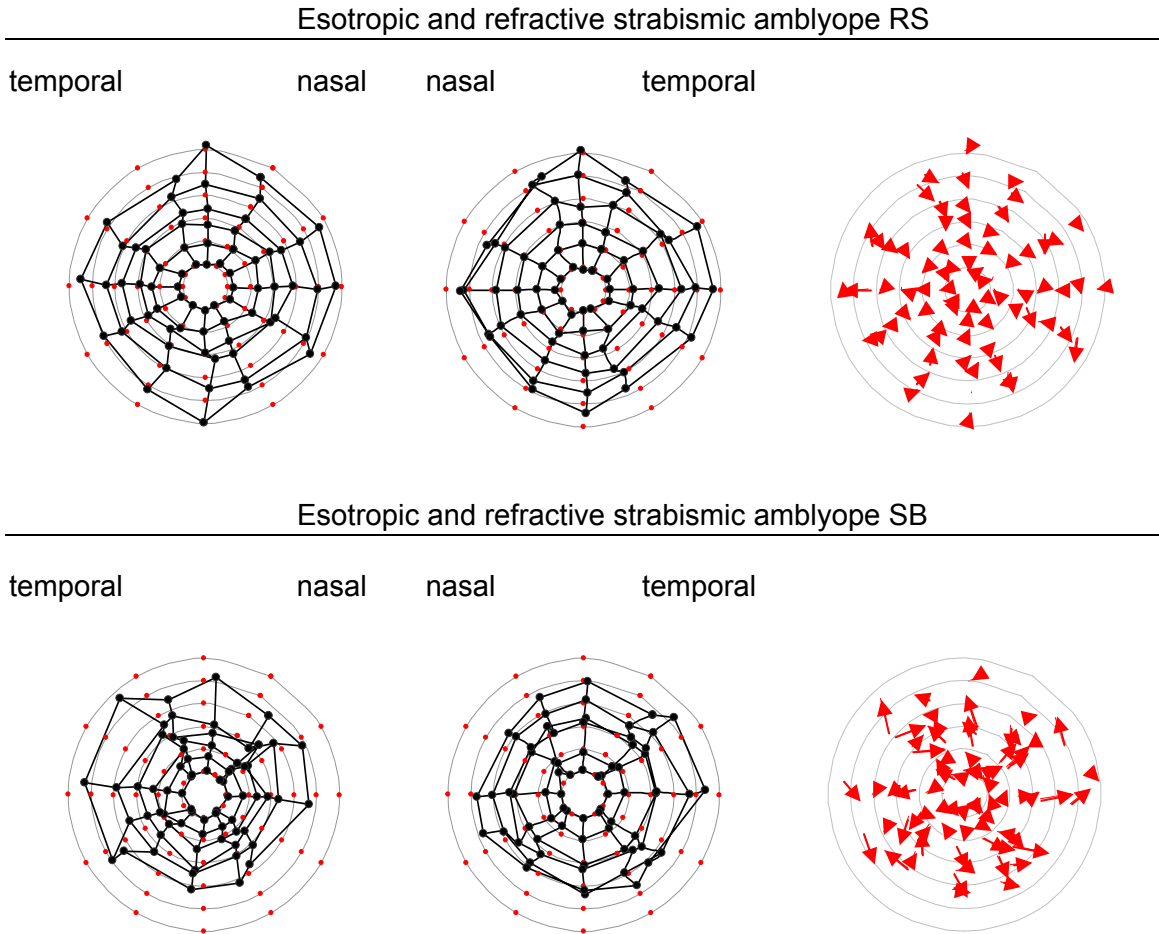 Esotropic and refractive strabismic amblyope RS
temporal nasal nasal temporal
Esotropic and refractive strabismic amblyope SB
temporal nasal nasal temporal